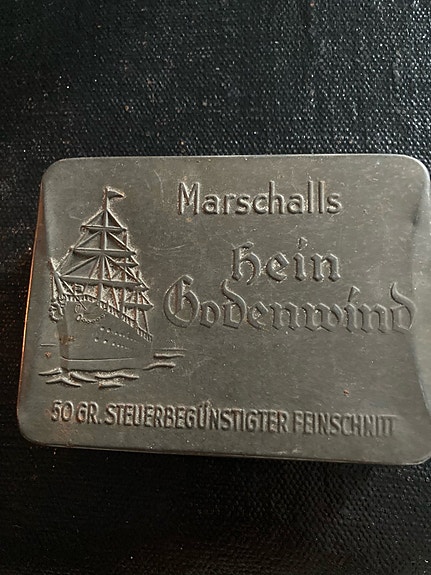 Marschalls
Hein
Godenwind
50 GR. STEUERBEGÜNSTIGTER FEINSCHNITT